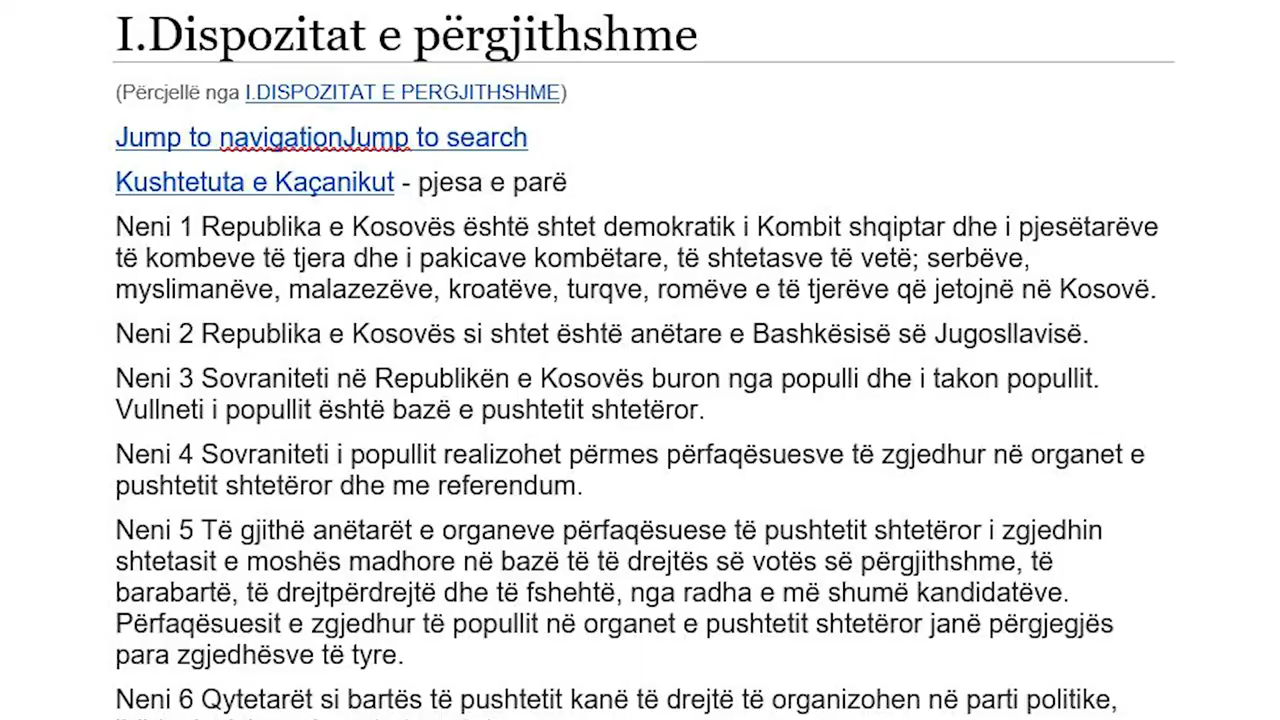 I.Dispozitat e përgjithshme
(Përcjellë nga I.DISPOZITAT E PERGJITHSHME)
Jump to navigationJump to search
Kushtetuta e Kaçanikut - pjesa e parë
Neni 1 Republika e Kosovës është shtet demokratik i Kombit shqiptar dhe i pjesëtarëve
të kombeve të tjera dhe i pakicave kombëtare, të shtetasve të vetë; serbëve,
myslimanëve, malazezëve, kroatëve, turqve, romëve e të tjerëve që jetojnë në Kosovë.
Neni 2 Republika e Kosovës si shtet është anëtare e Bashkësisë së Jugosllavisë.
Neni 3 Sovraniteti në Republikën e Kosovës buron nga populli dhe i takon popullit.
Vullneti i popullit është bazë e pushtetit shtetëror.
Neni 4 Sovraniteti i popullit realizohet përmes përfaqësuesve të zgjedhur në organet e
pushtetit shtetëror dhe me referendum.
Neni 5 Të gjithë anëtarët e organeve përfaqësuese të pushtetit shtetëror i zgjedhin
shtetasit e moshës madhore në bazë të të drejtës së votës së përgjithshme, të
barabartë, të drejtpërdrejtë dhe të fshehtë, nga radha e më shumë kandidatëve.
Përfaqësuesit e zgjedhur të popullit në organet e pushtetit shtetëror janë përgjegjës
para zgjedhësve të tyre.
Neni 6 Qytetarët si bartës të pushtetit kanë të drejtë të organizohen në parti politike,